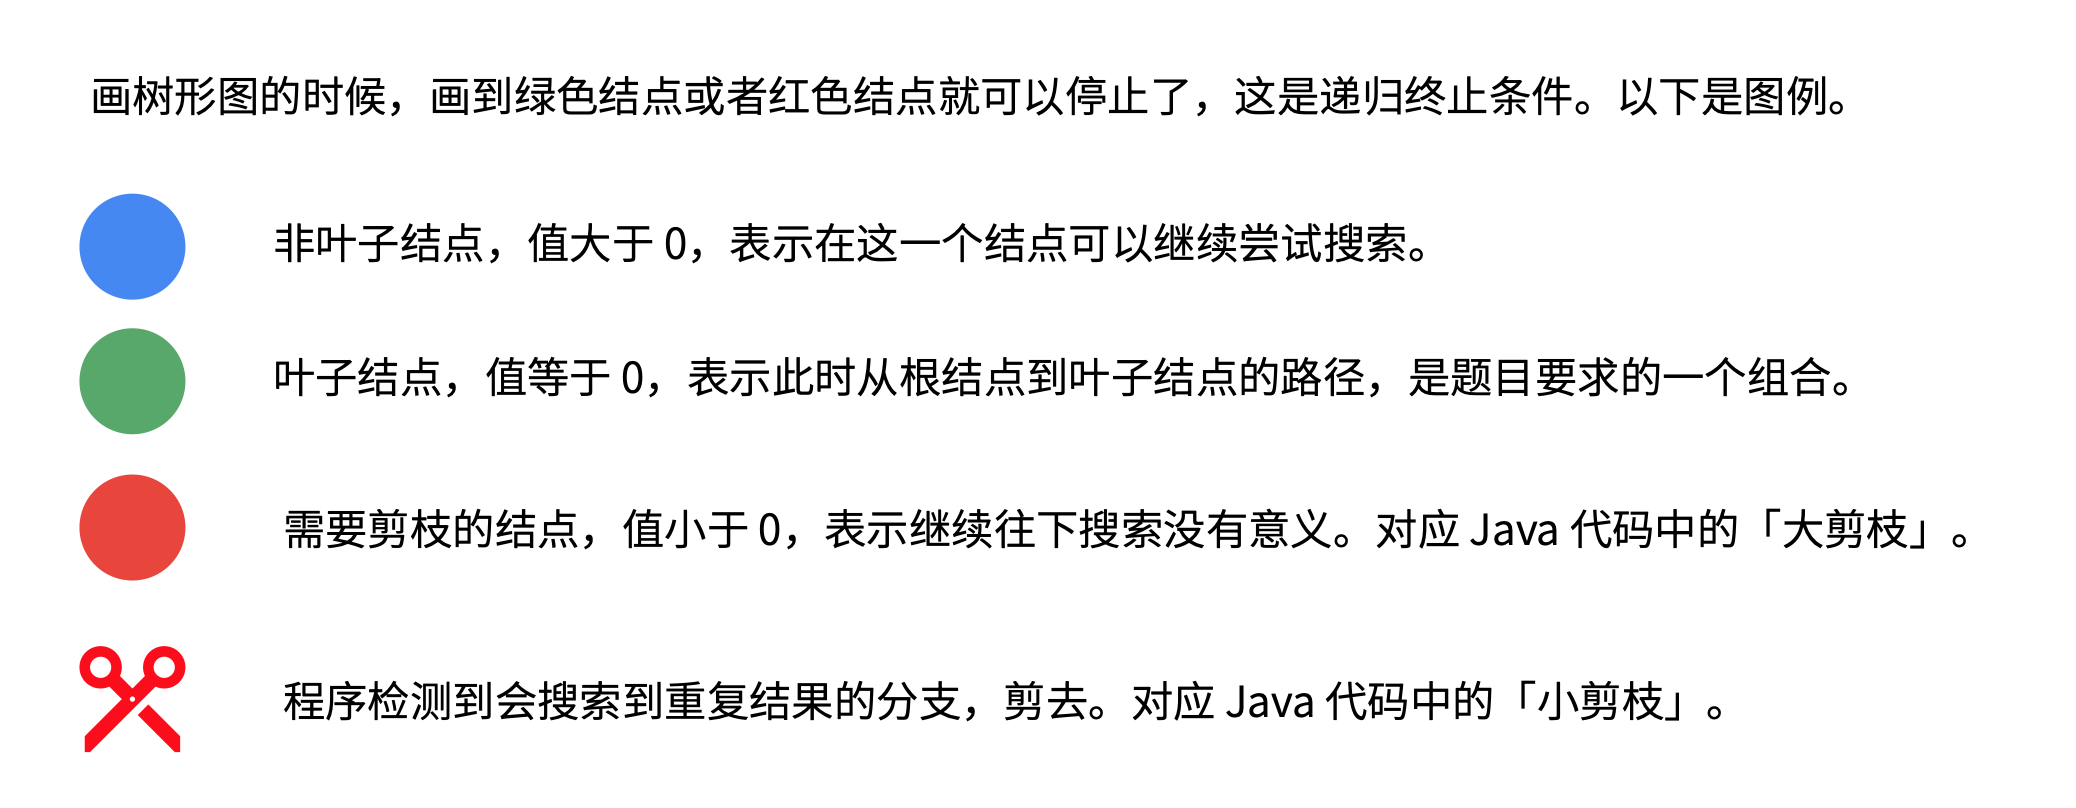 画树形图的时候，画到绿色结点或者红色结点就可以停止了，这是递归终止条件。以下是图例。
非叶子结点，值大于 0，表示在这一个结点可以继续尝试搜索。
叶子结点，值等于 0，表示此时从根结点到叶子结点的路径，是题目要求的一个组合。
需要剪枝的结点，值小于 0，表示继续往下搜索没有意义。对应 Java 代码中的「大剪枝」。
程序检测到会搜索到重复结果的分支，剪去。对应 Java 代码中的「小剪枝」。